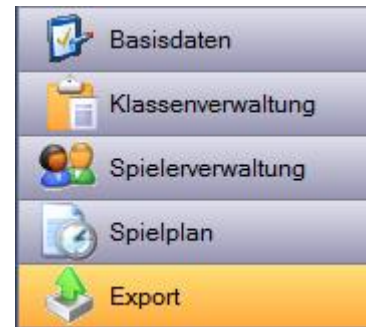 Basisdaten
Klassenverwaltung
Spielerverwaltung
Spielplan
Export